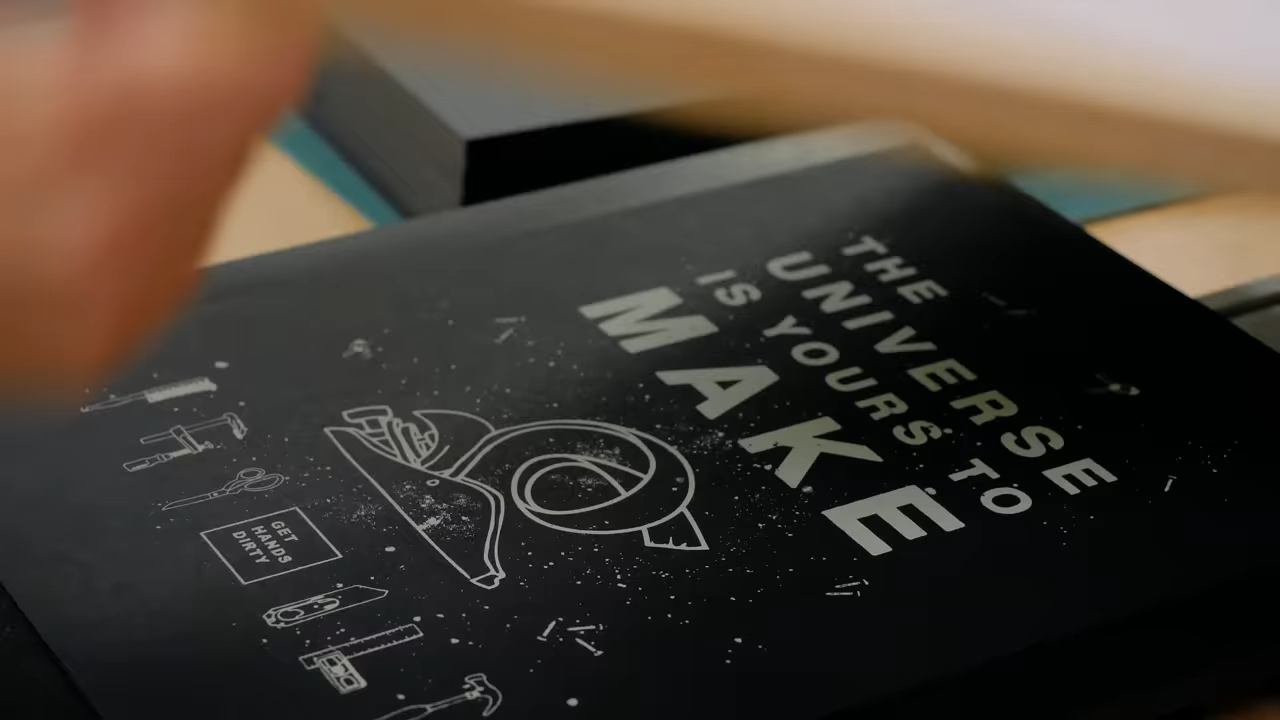 THE
UNIVERSE
IS YOURS TO
MAKE
GET
HANDS
DIRTY